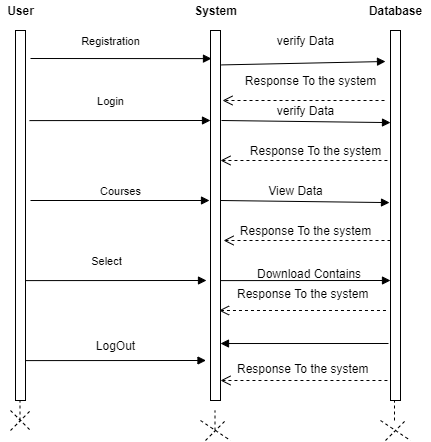 User System Database
Registration verify Data
Response To the system
Login verify Data
Response To the system
Courses View Data
Response To the system
Select Download Contains
Response To the system
LogOut
Response To the system